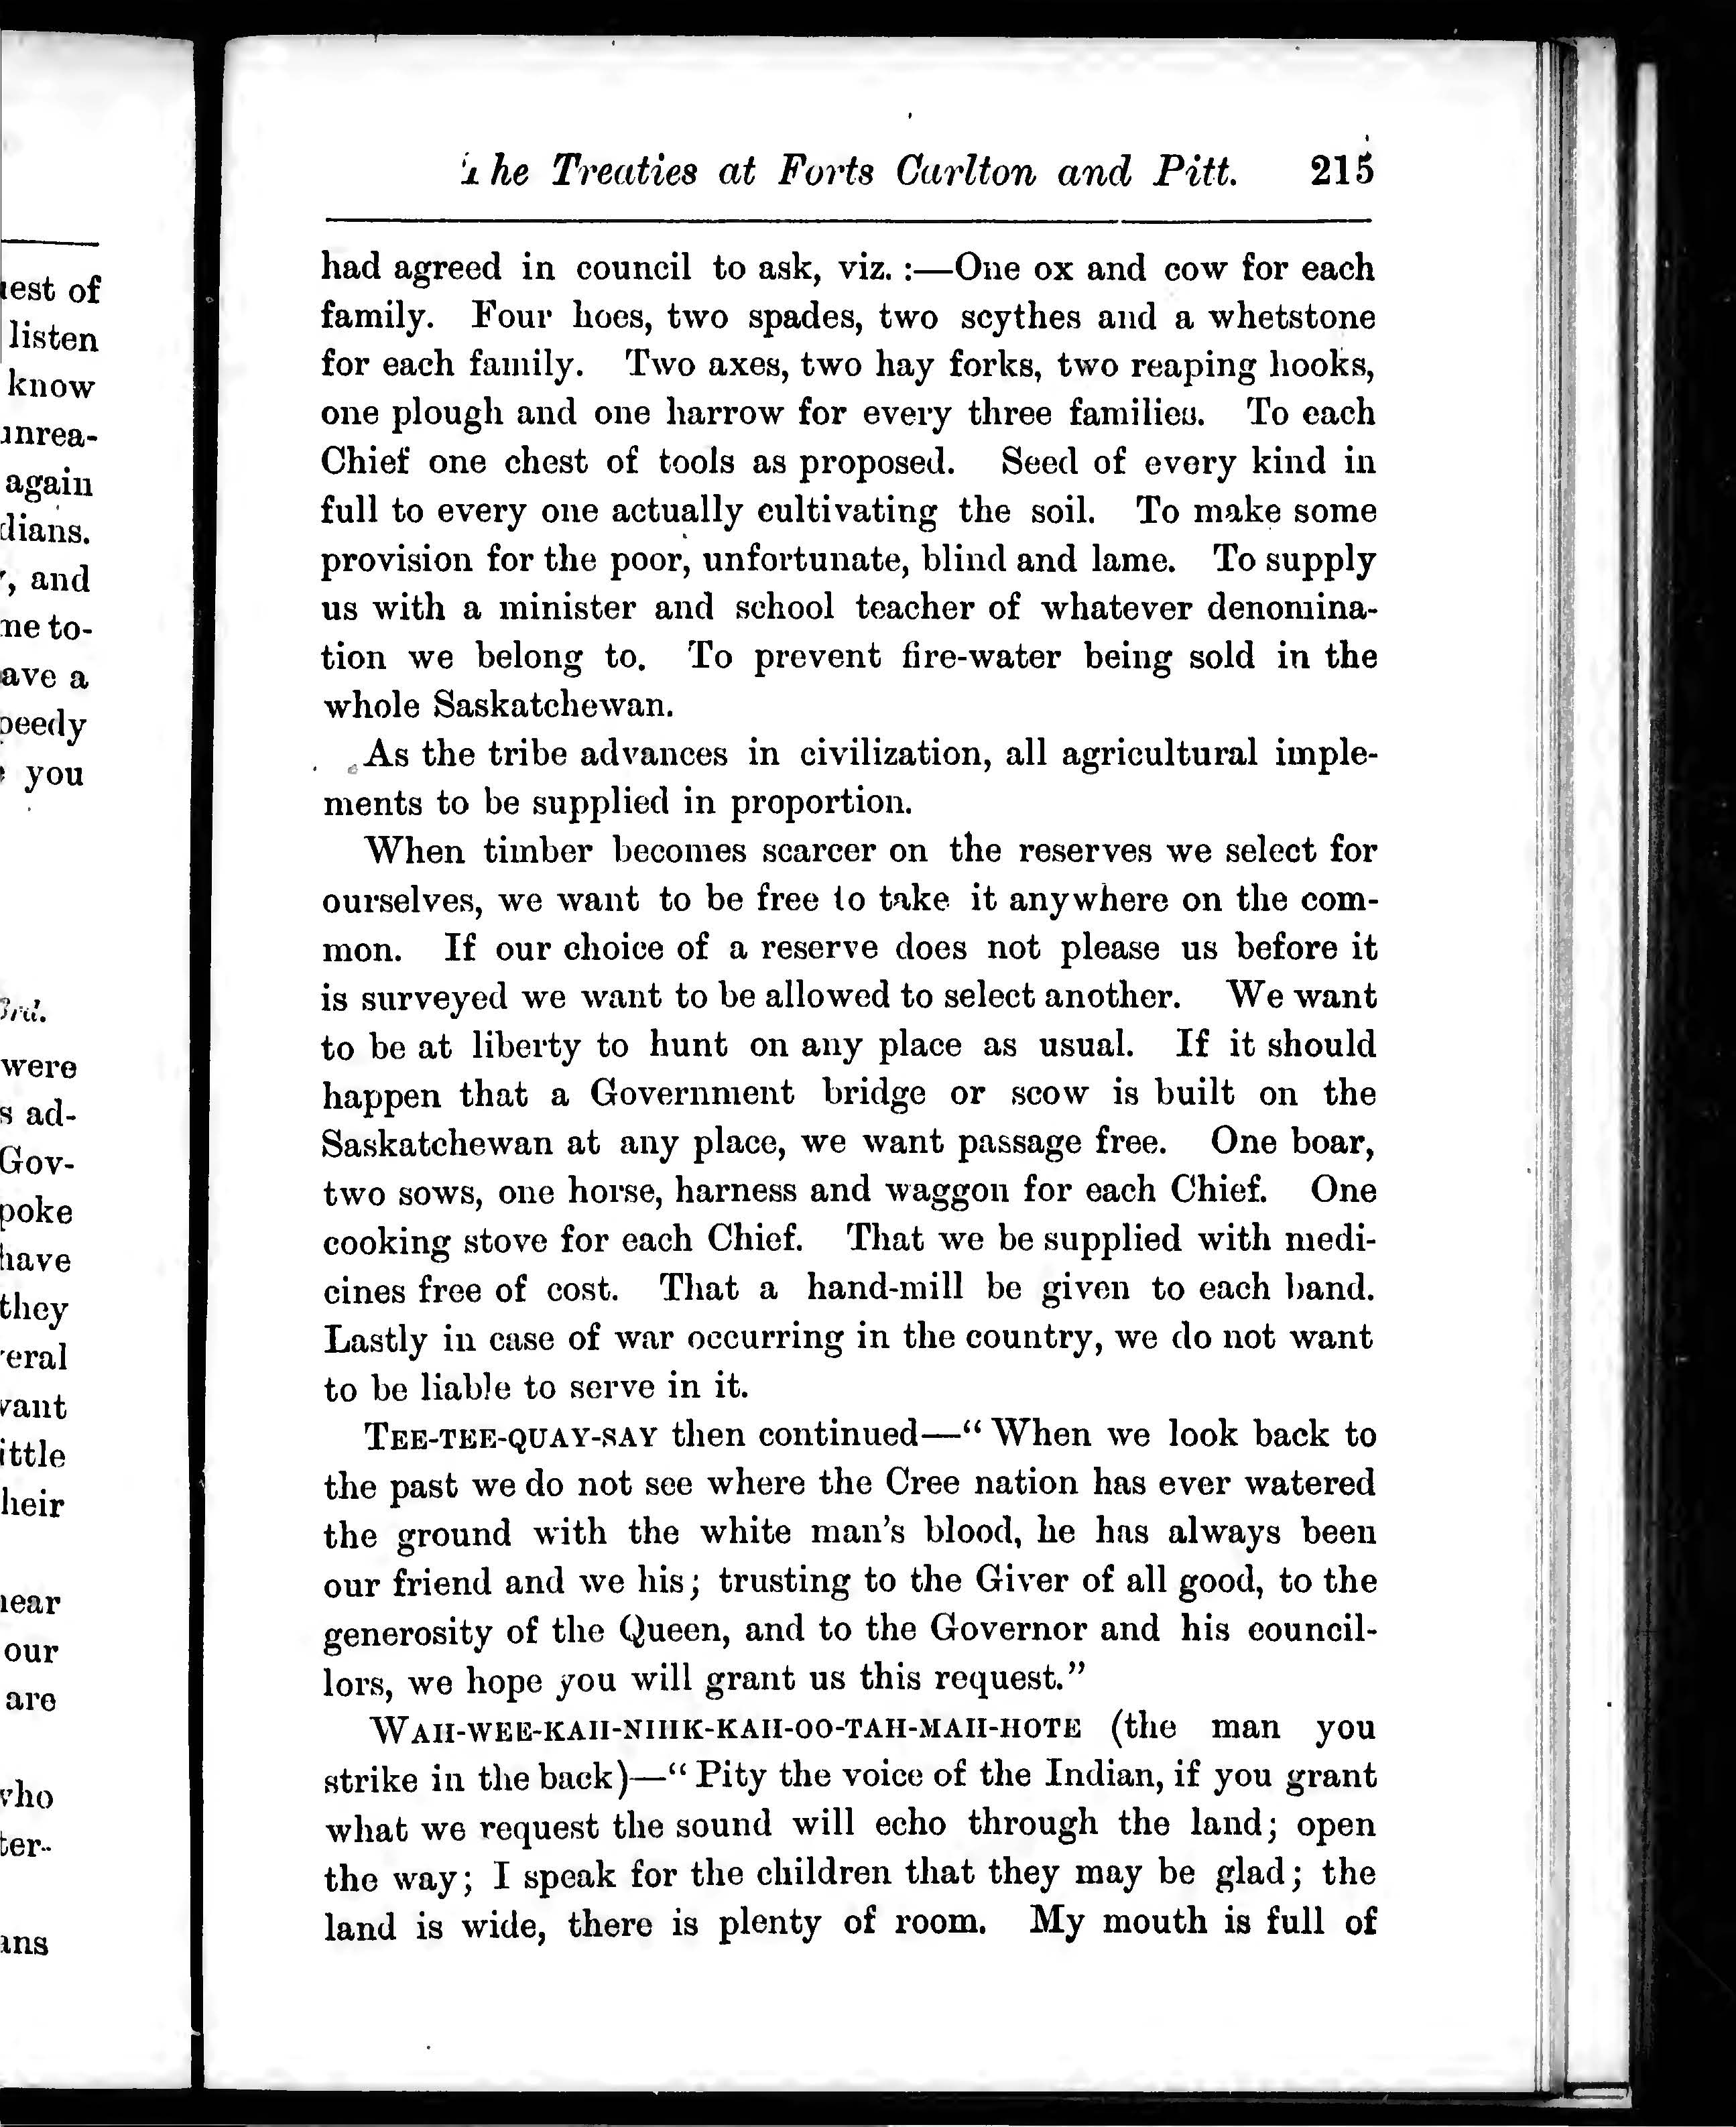 The Treaties at Forts Carlton and Pitt. 215
had agreed in council to ask, viz. :—One ox and cow for each
family. Four hoes, two spades, two scythes and a whetstone
for each family. Two axes, two hay forks, two reaping hooks,
one plough and one harrow for every three families. To each
Chief one chest of tools as proposed. Seed of every kind in
full to every one actually cultivating the soil. To make some
provision for the poor, unfortunate, blind and lame. To supply
us with a minister and school teacher of whatever denomina-
tion we belong to. To prevent fire-water being sold in the
whole Saskatchewan.
As the tribe advances in civilization, all agricultural imple-
ments to be supplied in proportion.
When timber becomes scarcer on the reserves we select for
ourselves, we want to be free to take it anywhere on the com-
mon. If our choice of a reserve does not please us before it
is surveyed we want to be allowed to select another. We want
to be at liberty to hunt on any place as usual. If it should
happen that a Government bridge or scow is built on the
Saskatchewan at any place, we want passage free. One boar,
two sows, one horse, harness and waggon for each Chief. One
cooking stove for each Chief. That we be supplied with medi-
cines free of cost. That a hand-mill be given to each band.
Lastly in case of war occurring in the country, we do not want
to be liable to serve in it.
TEE-TEE-QUAY-SAY then continued—“ When we look back to
the past we do not see where the Cree nation has ever watered
the ground with the white man’s blood, he has always been
our friend and we his; trusting to the Giver of all good, to the
generosity of the Queen, and to the Governor and his council-
lors, we hope you will grant us this request.”
WAH-WEE-KAH-NIHK-KAH-OO-TAH-MAH-HOTE (the man you
strike in the back)—“ Pity the voice of the Indian, if you grant
what we request the sound will echo through the land; open
the way; I speak for the children that they may be glad; the
land is wide, there is plenty of room. My mouth is full of